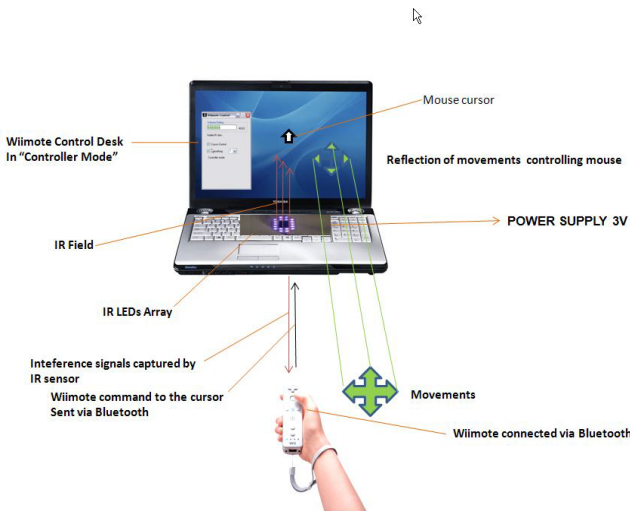 Mouse cursor
Wiimote Control Desk
In “Controller Mode”
Reflection of movements controlling mouse
TOSHIBA
POWER SUPPLY 3V
IR Field
IR LEDs Array
Inteference signals captured by
IR sensor
Wiimote command to the cursor
Sent via Bluetooth
Movements
Wiimote connected via Bluetooth
Wii